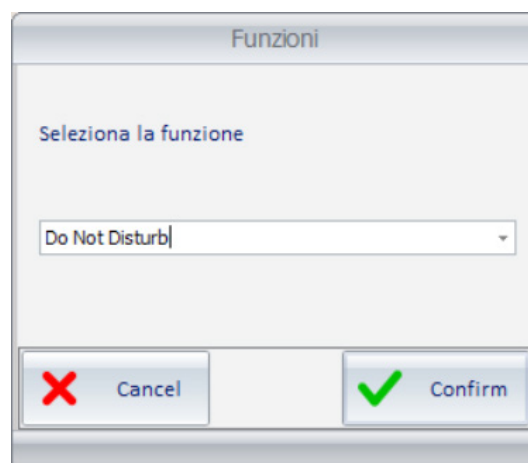 Funzioni
Seleziona la funzione
Do Not Disturb
Cancel
Confirm